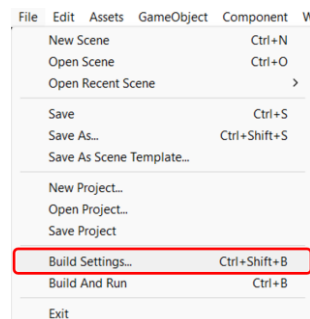 File Edit Assets GameObject Component
New Scene Ctrl+N
Open Scene Ctrl+O
Open Recent Scene >
Save Ctrl+S
Save As... Ctrl+Shift+S
Save As Scene Template...
New Project...
Open Project...
Save Project
Build Settings... Ctrl+Shift+B
Build And Run Ctrl+B
Exit